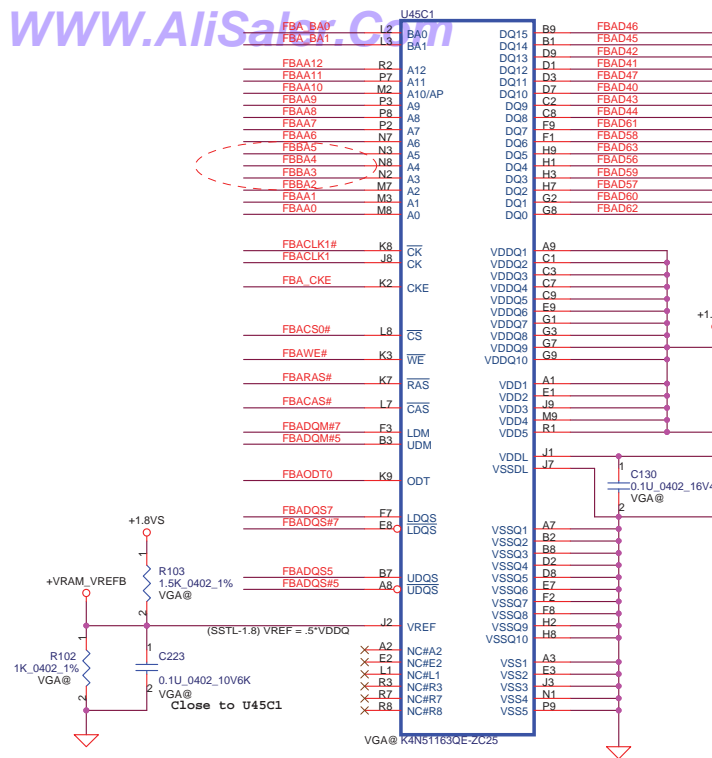 WWW.AliSaler.Com
U45C1
FBA_BA0 L2 BA0 DQ15 B9 FBAD46
FBA_BA1 L3 BA1 DQ14 B1 FBAD45
DQ13 D9 FBAD42
FBAA12 R2 A12 DQ12 D1 FBAD41
FBAA11 P7 A11 DQ11 D3 FBAD47
FBAA10 M2 A10/AP DQ10 D7 FBAD40
FBAA9 P3 A9 DQ9 C2 FBAD43
FBAA8 P8 A8 DQ8 C8 FBAD44
FBAA7 P2 A7 DQ7 F9 FBAD61
FBAA6 N7 A6 DQ6 F1 FBAD58
FBBA5 N3 A5 DQ5 H9 FBAD63
FBBA4 N8 A4 DQ4 H1 FBAD56
FBBA3 N2 A3 DQ3 H3 FBAD59
FBBA2 M7 A2 DQ2 H7 FBAD57
FBAA1 M3 A1 DQ1 G2 FBAD60
FBAA0 M8 A0 DQ0 G8 FBAD62
FBACLK1# K8 CK VDDQ1 A9
FBACLK1 J8 CK VDDQ2 C1
VDDQ3 C3
FBA_CKE K2 CKE VDDQ4 C7
VDDQ5 C9
VDDQ6 E9
VDDQ7 G1
+1.
FBACS0# L8 CS VDDQ8 G3
VDDQ9 G7
FBAWE# K3 WE VDDQ10 G9
FBARAS# K7 RAS VDD1 A1
VDD2 E1
FBACAS# L7 CAS VDD3 J9
VDD4 M9
FBADQM#7 F3 LDM VDD5 R1
FBADQM#5 B3 UDM
VDDL J1
VSSDL J7
1
C130
FBAODT0 K9 ODT
0.1U_0402_16V4
VGA@
2
FBADQS7 F7 LDQS
FBADQS#7 E8 LDQS
+1.8VS
VSSQ1 A7
VSSQ2 B2
VSSQ3 B8
VSSQ4 D2
1
R103
1.5K_0402_1%
VGA@
2
+VRAM_VREFB
FBADQS5 B7 UDQS VSSQ5 D8
FBADQS#5 A8 UDQS VSSQ6 E7
VSSQ7 F2
VSSQ8 F8
(SSTL-1.8) VREF = .5*VDDQ J2 VREF VSSQ9 H2
VSSQ10 H8
1
R102
1K_0402_1%
VGA@
2
1
C223
0.1U_0402_10V6K
2
VGA@
Close to U45C1
A2 NC#A2
E2 NC#E2 VSS1 A3
L1 NC#L1 VSS2 E3
R3 NC#R3 VSS3 J3
R7 NC#R7 VSS4 N1
R8 NC#R8 VSS5 P9
VGA@ K4N51163QE-ZC25